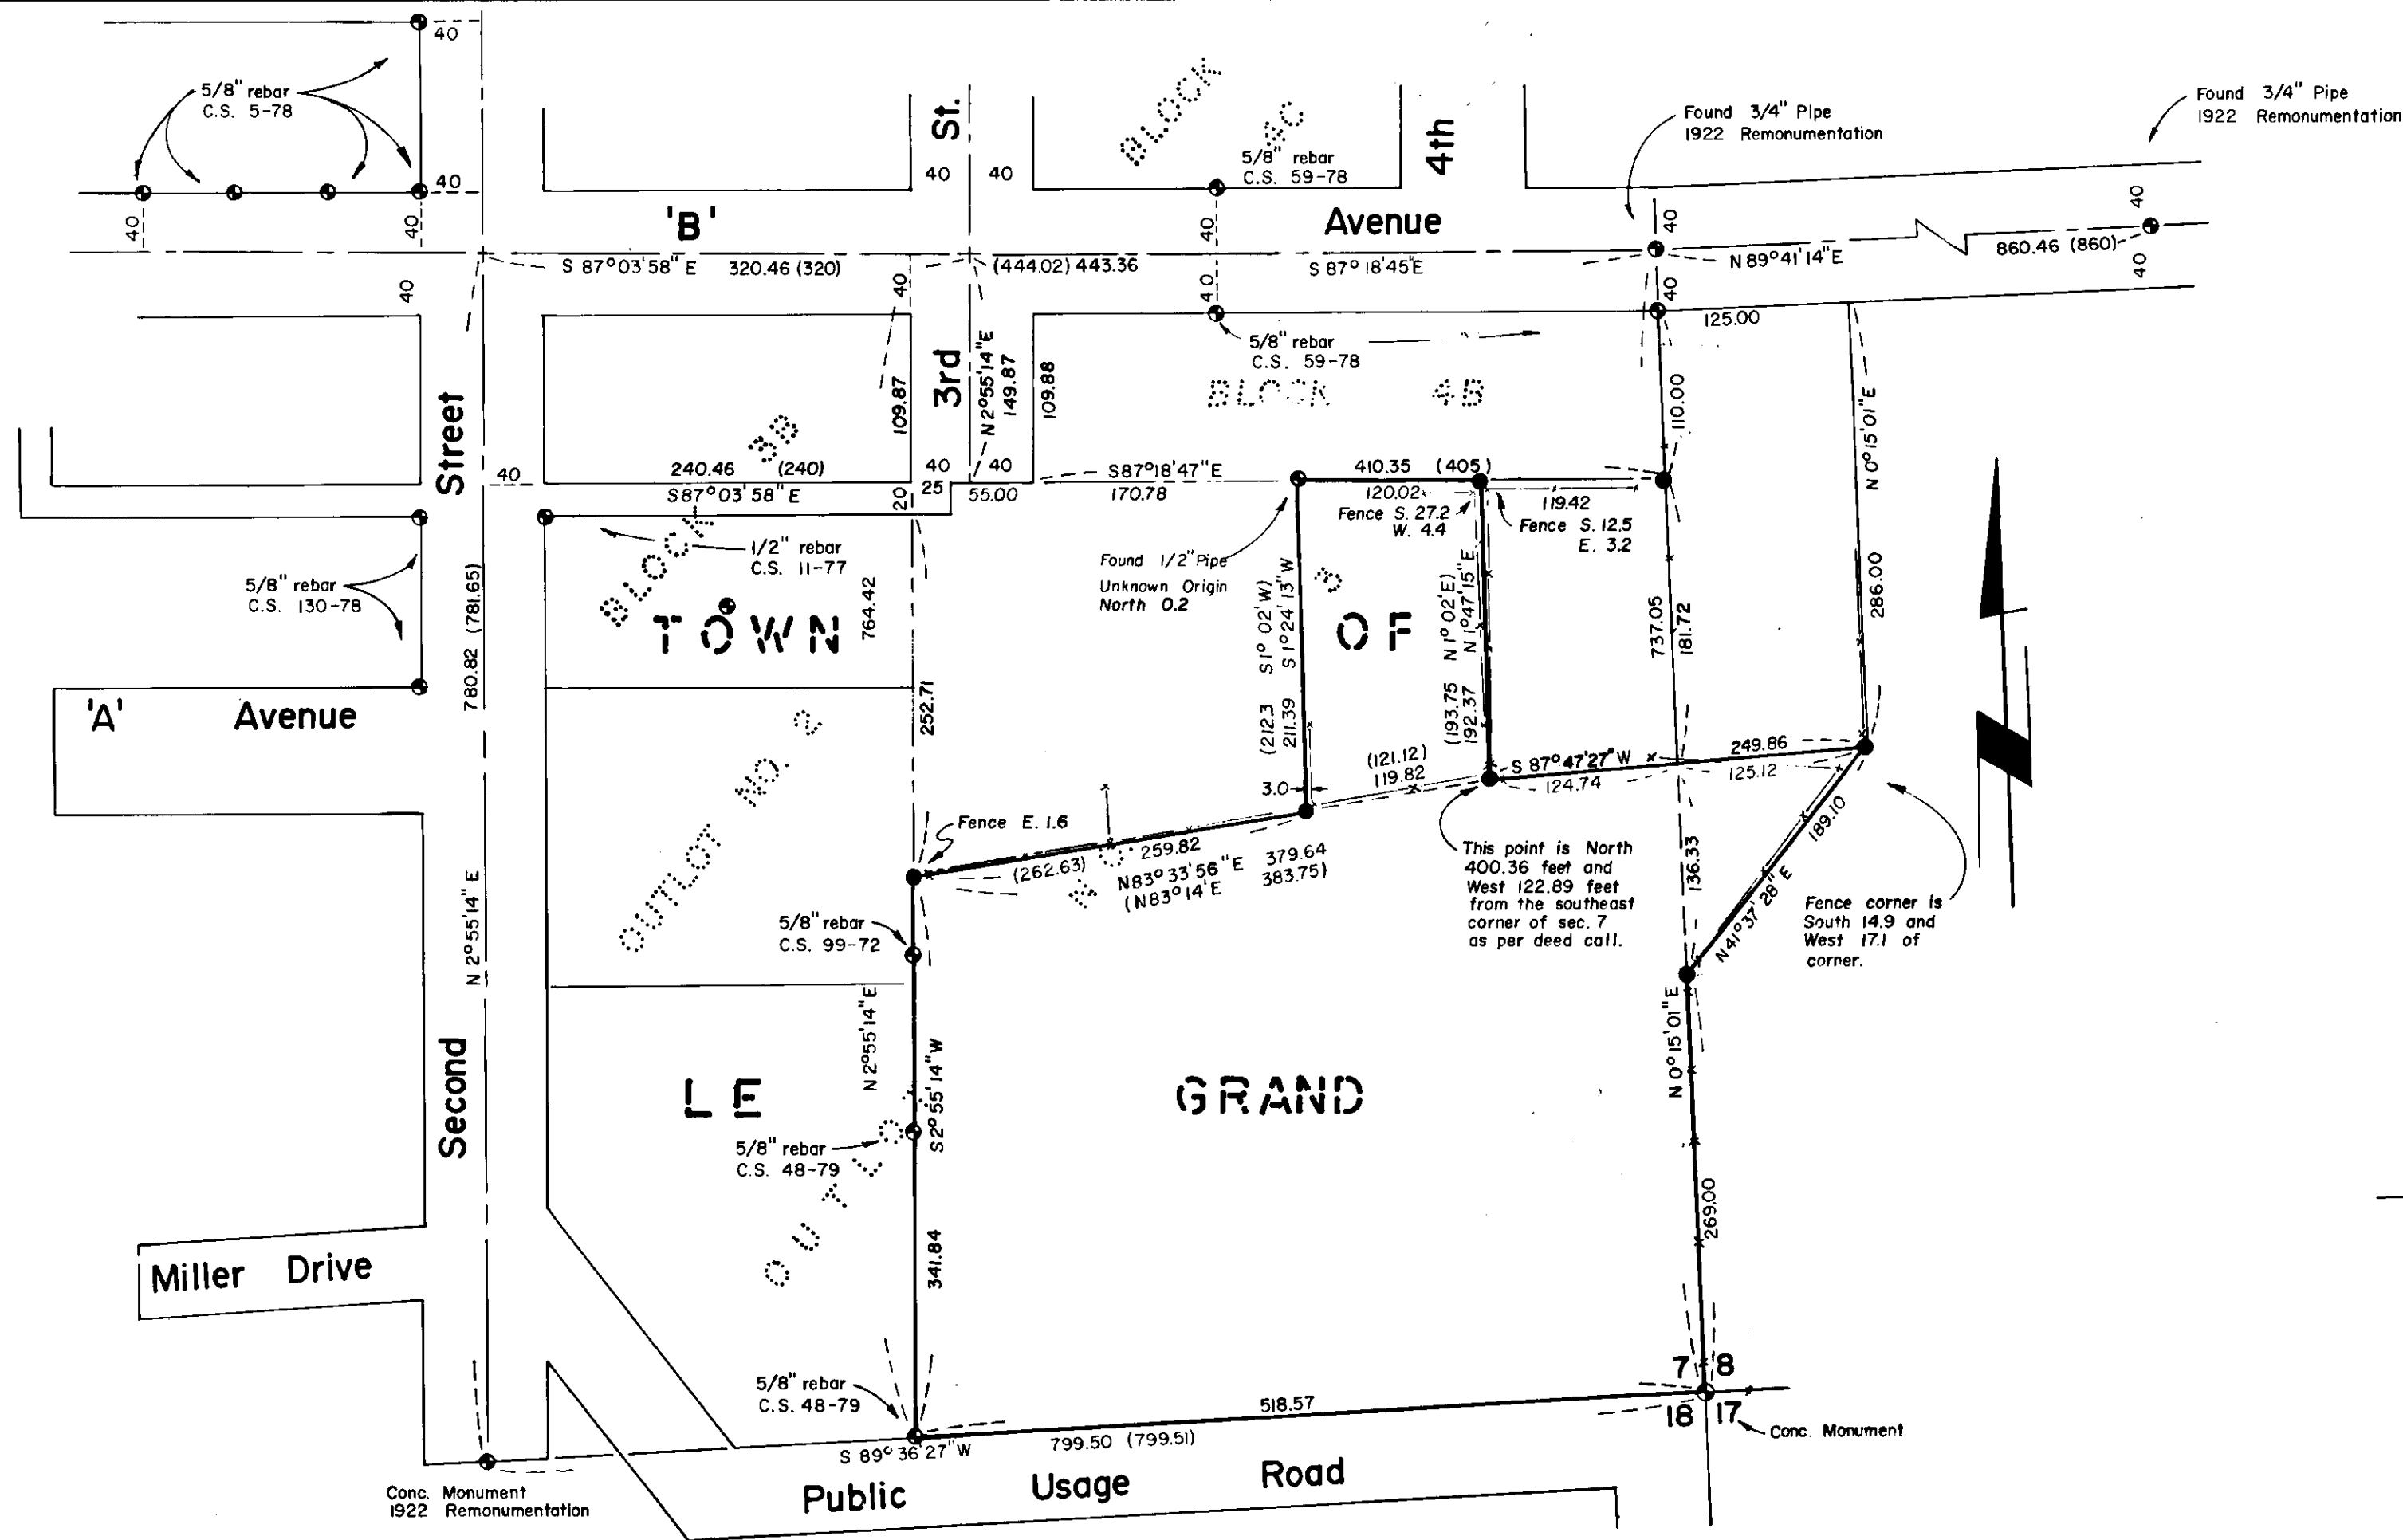 40
5/8" rebar
C.S. 5-78
40
40
40
BLOCK
4C
St.
40
40
5/8" rebar
C.S. 59-78
4th
Found 3/4" Pipe
1922 Remonumentation
Found 3/4" Pipe
1922 Remonumentation
'B'
Avenue
40
40
40
S 87°03'58" E 320.46 (320)
(444.02) 443.36
S 87°18'45"E
N 89°41'14"E
860.46 (860)
40
40
40
40
40
40
125.00
5/8" rebar
C.S. 59-78
BLOCK 4B
3rd
N 2°55'14"E
149.87
109.87
109.88
110.00
N 0°15'01"E
286.00
Street
40
3B
240.46 (240)
S87°03'58" E
40
40
20
25
55.00
S87°18'47"E
170.78
410.35 (405)
120.02
119.42
Fence S. 27.2
W. 4.4
Fence S. 12.5
E. 3.2
BLOCK
1/2" rebar
C.S. 11-77
5/8" rebar
C.S. 130-78
780.82 (781.65)
764.42
Found 1/2" Pipe
Unknown Origin
North 0.2
S1° 02' W)
S 1°24'13"W
(212.3
211.39
N 1°02'E)
N 1°47'15"E
(193.75
192.37
737.05
181.72
TOWN
OF
'A' Avenue
252.71
OUTLOT NO. 2
3.0
(121.12)
119.82
S 87°47'27" W
124.74
249.86
125.12
189.10
N41°37'28"E
Fence E. 1.6
259.82
(262.63)
N83°33'56"E 379.64
(N83°14'E 383.75)
This point is North
400.36 feet and
West 122.89 feet
from the southeast
corner of sec. 7
as per deed call.
136.33
Fence corner is
South 14.9 and
West 17.1 of
corner.
5/8" rebar
C.S. 99-72
N 2°55'14" E
N 2°55'14"E
S2°55'14"W
N 0°15'01"E
Second
LE
GRAND
5/8" rebar
C.S. 48-79
OUTLOT
341.84
269.00
Miller Drive
5/8" rebar
C.S. 48-79
518.57
7 8
18 17
Conc. Monument
799.50 (799.51)
S 89°36'27"W
Public Usage Road
Conc. Monument
1922 Remonumentation